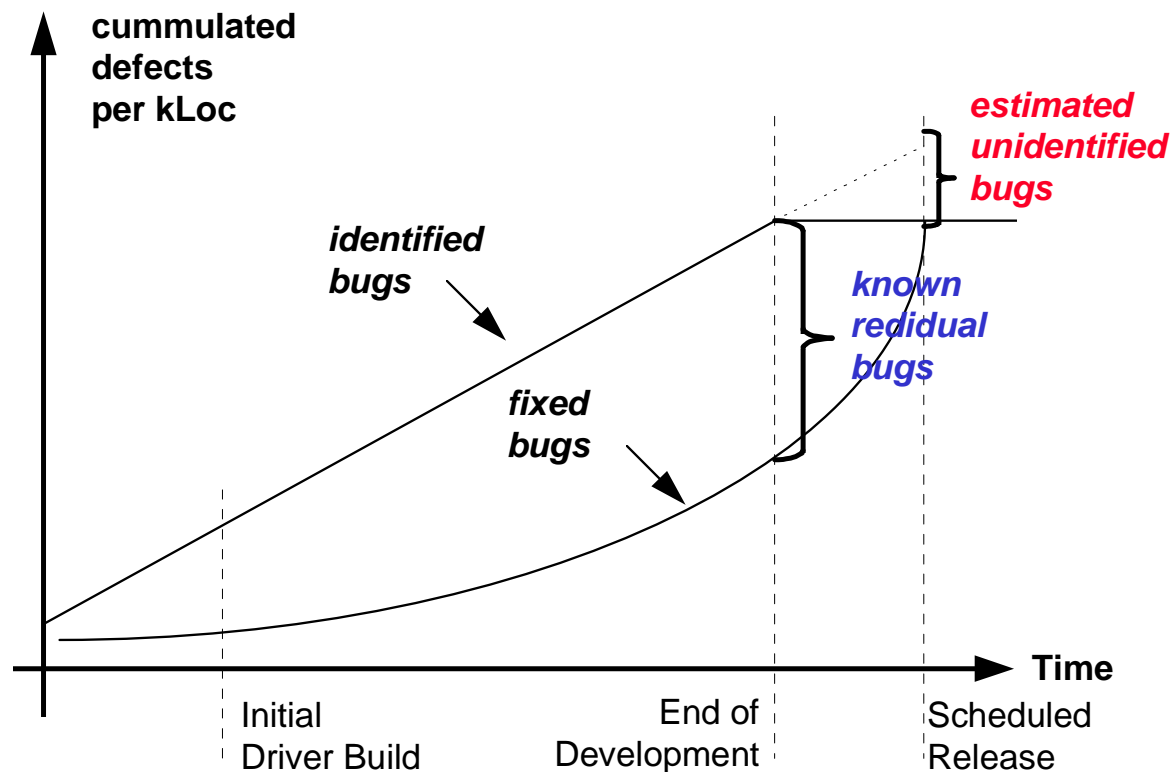 cummulated
defects
per kLoc
estimated
unidentified
bugs
identified
bugs
known
redidual
bugs
fixed
bugs
Time
Initial
Driver Build
End of
Development
Scheduled
Release